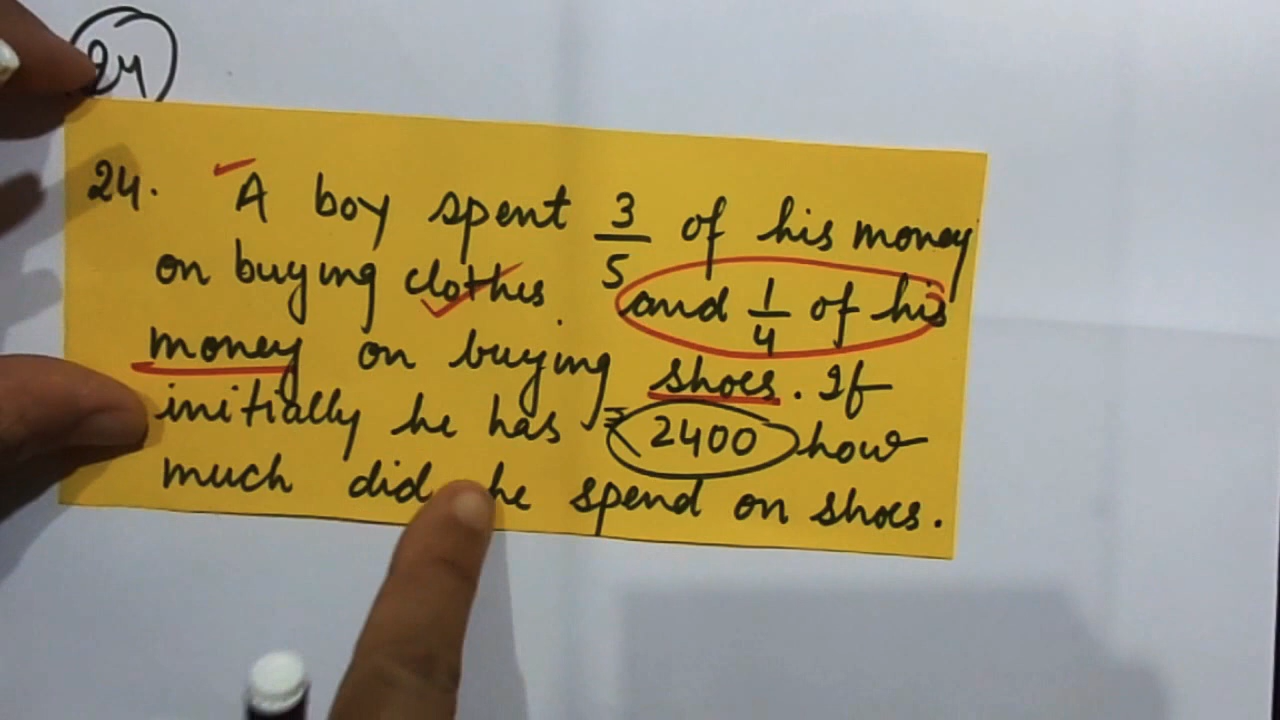 24
24. A boy spent 3/5 of his money
on buying clothes and 1/4 of his
money on buying shoes. If
initially he has ₹ 2400 how
much did he spend on shoes.